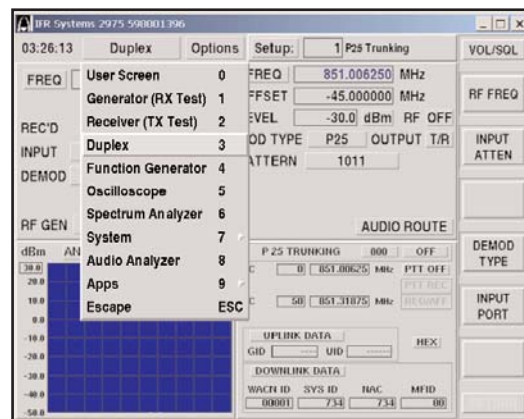 IFR Systems 2975 590001396
03:26:13 Duplex Options Setup: 1 P25 Trunking VOL/SQL
FREQ
REC'D
INPUT
DEMOD
RF GEN
User Screen 0
Generator (RX Test) 1
Receiver (TX Test) 2
Duplex 3
Function Generator 4
Oscilloscope 5
Spectrum Analyzer 6
System 7
Audio Analyzer 8
Apps 9
Escape ESC
FREQ 851.006250 MHz
FFSET -45.000000 MHz
EVEL -30.0 dBm RF OFF
OD TYPE P25 OUTPUT T/R
ATTERN 1011
AUDIO ROUTE
RF FREQ
INPUT
ATTEN
DEMOD
TYPE
INPUT
PORT
dBm AN
30.0
20.0
10.0
0.0
-10.0
-20.0
-30.0
-40.0
-50.0
P 25 TRUNKING 000 OFF
C 0 851.00625 MHz PTT OFF
PTT REC
C 50 851.31875 MHz
UPLINK DATA HEX
GID ---- UID
DOWNLINK DATA
WACN ID SYS ID NAC MFID
00001 734 734 00